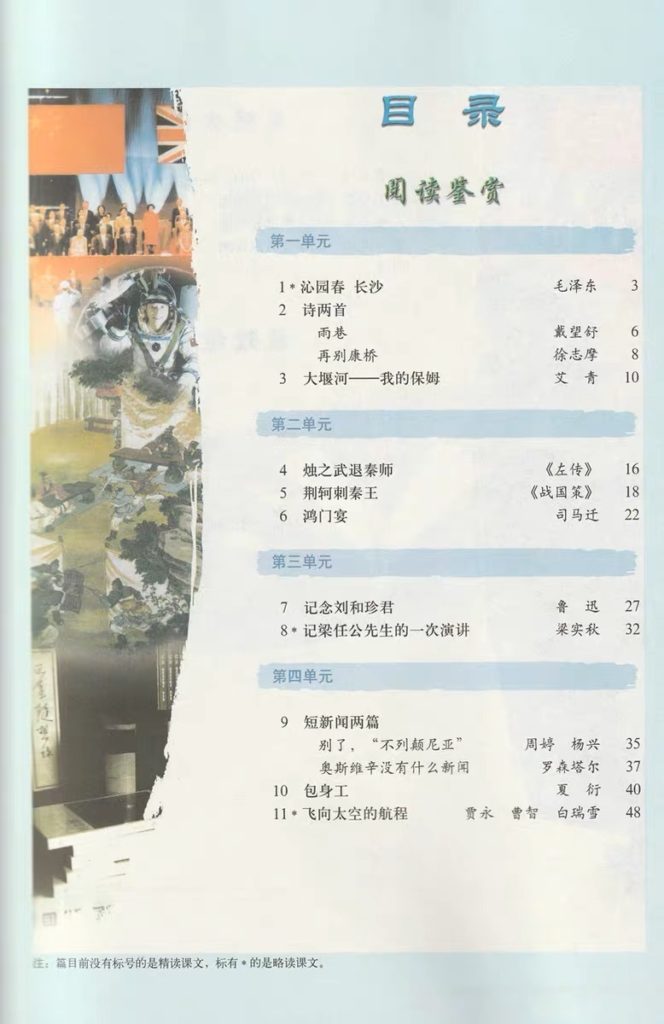 目 录
阅读鉴赏
第一单元
1 * 沁园春 长沙 毛泽东 3
2 诗两首
雨巷 戴望舒 6
再别康桥 徐志摩 8
3 大堰河——我的保姆 艾 青 10
第二单元
4 烛之武退秦师 《左传》 16
5 荆轲刺秦王 《战国策》 18
6 鸿门宴 司马迁 22
第三单元
7 记念刘和珍君 鲁 迅 27
8 * 记梁任公先生的一次演讲 梁实秋 32
第四单元
9 短新闻两篇
别了，“不列颠尼亚” 周婷 杨兴 35
奥斯维辛没有什么新闻 罗森塔尔 37
10 包身工 夏 衍 40
11 * 飞向太空的航程 贾永 曹智 白瑞雪 48
注：篇目前没有标号的是精读课文，标有 * 的是略读课文。